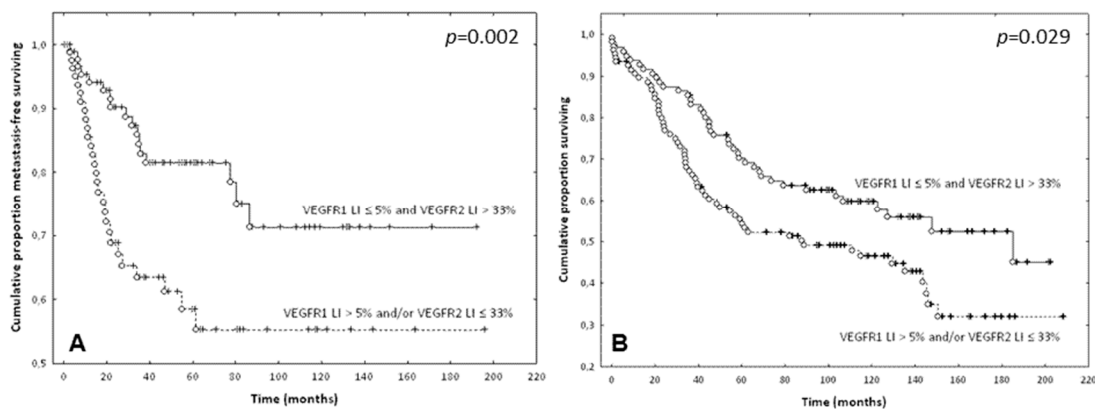 p=0.002
Cumulative proportion metastasis-free surviving
1,0
0,9
0,8
0,7
0,6
0,5
VEGFR1 LI ≤ 5% and VEGFR2 LI > 33%
VEGFR1 LI > 5% and/or VEGFR2 LI ≤ 33%
A
0 20 40 60 80 100 120 140 160 180 200 220
Time (months)
p=0.029
Cumulative proportion surviving
1,0
0,9
0,8
0,7
0,6
0,5
0,4
0,3
0,2
VEGFR1 LI ≤ 5% and VEGFR2 LI > 33%
VEGFR1 LI > 5% and/or VEGFR2 LI ≤ 33%
B
0 20 40 60 80 100 120 140 160 180 200 220
Time (months)